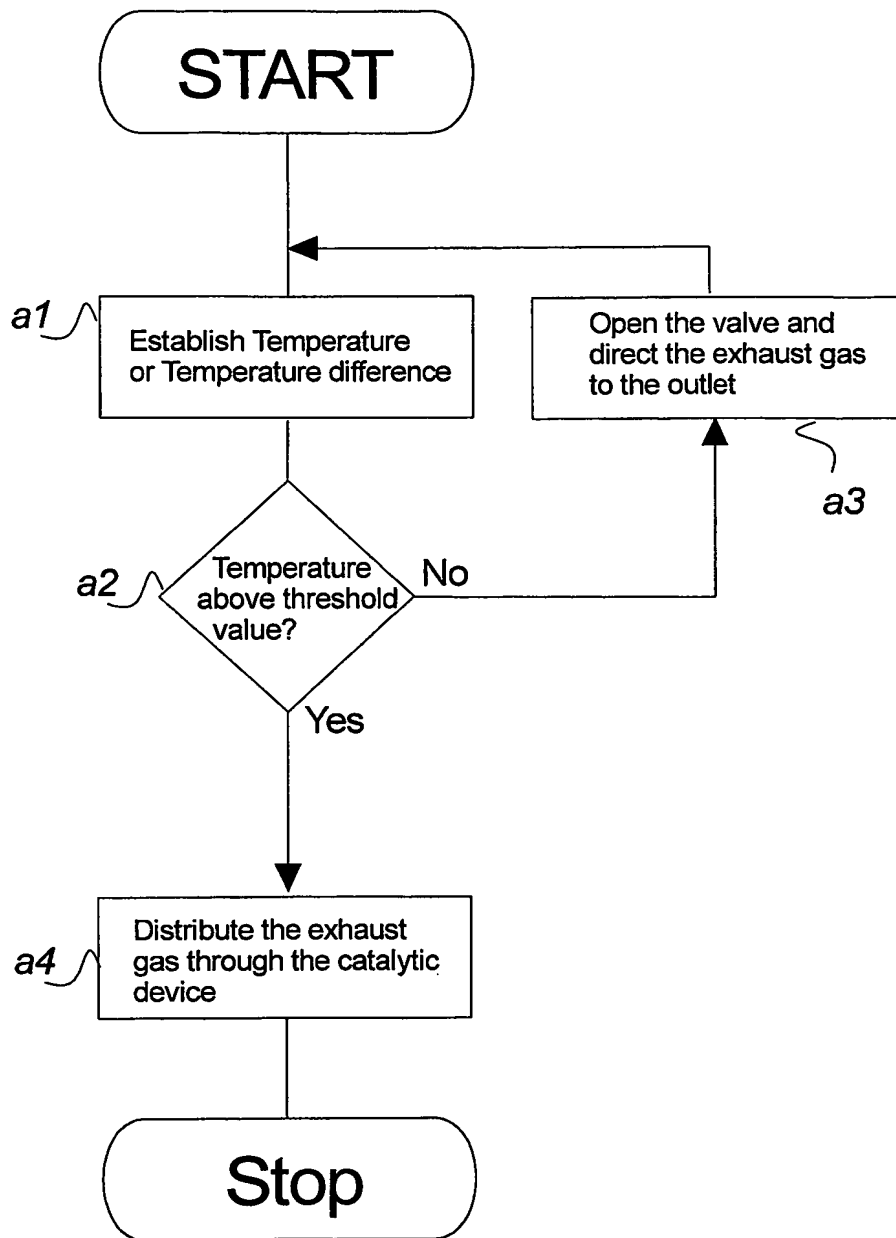 START
a1
Establish Temperature
or Temperature difference
Open the valve and
direct the exhaust gas
to the outlet
a3
a2
Temperature
above threshold
value?
No
Yes
a4
Distribute the exhaust
gas through the catalytic
device
Stop